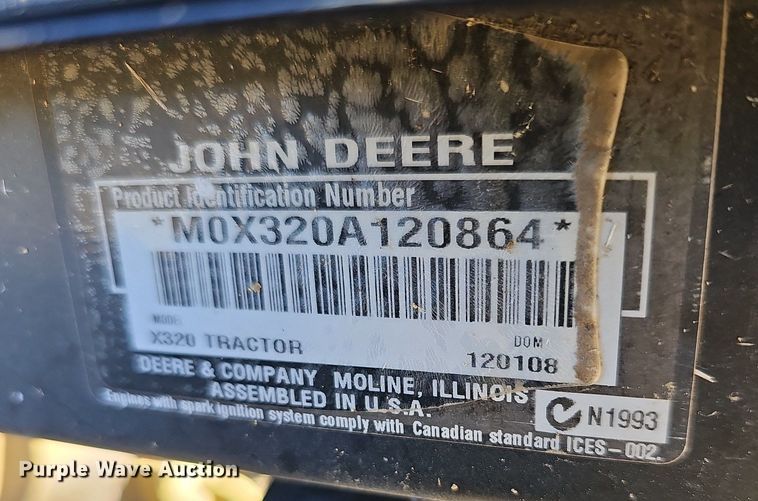 JOHN DEERE
Product Identification Number
*M0X320A120864*
MODEL
X320 TRACTOR
DOM
120108
DEERE & COMPANY MOLINE, ILLINOIS
ASSEMBLED IN U.S.A.
N1993
Engines with spark ignition system comply with Canadian standard ICES-002.
Purple Wave Auction